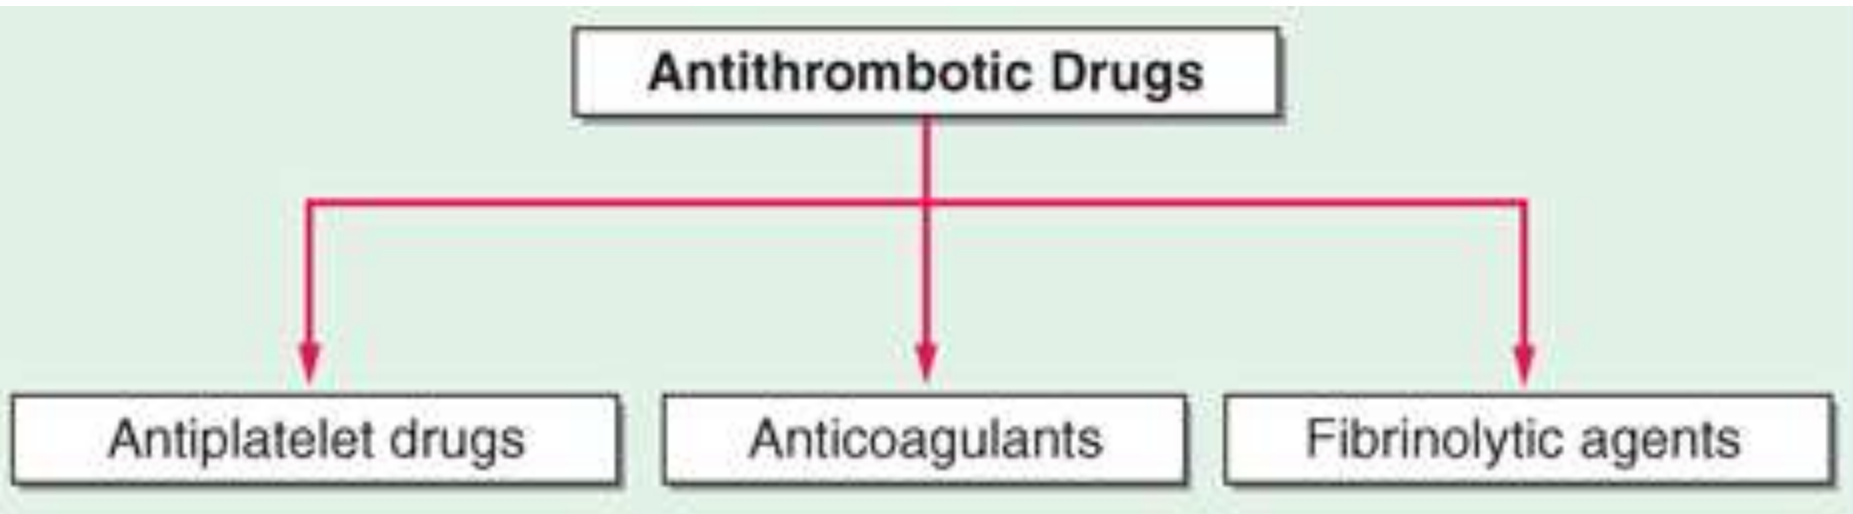 Antithrombotic Drugs
Antiplatelet drugs
Anticoagulants
Fibrinolytic agents